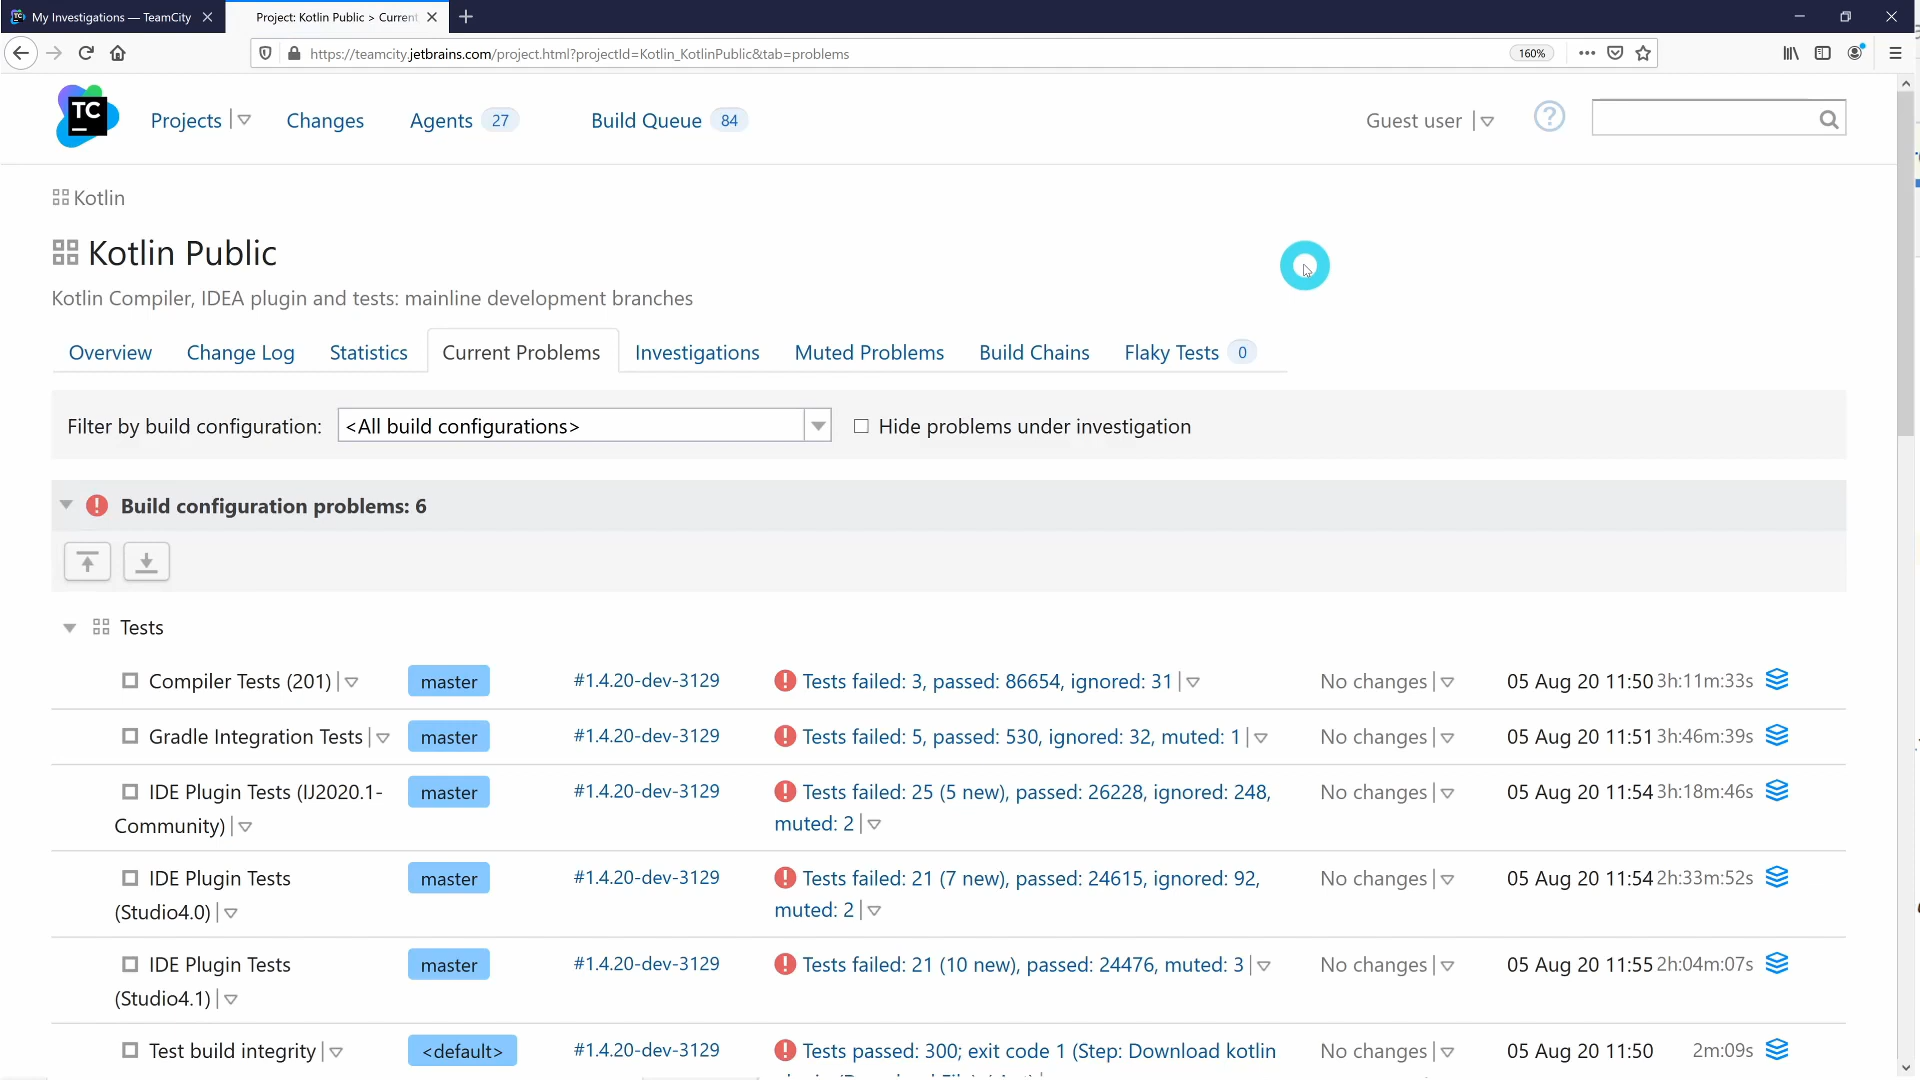 My Investigations — TeamCity
Project: Kotlin Public > Current
https://teamcity.jetbrains.com/project.html?projectId=Kotlin_KotlinPublic&tab=problems
160%
TC
Projects
Changes
Agents 27
Build Queue 84
Guest user
?
Kotlin
Kotlin Public
Kotlin Compiler, IDEA plugin and tests: mainline development branches
Overview Change Log Statistics Current Problems Investigations Muted Problems Build Chains Flaky Tests 0
Filter by build configuration: <All build configurations> Hide problems under investigation
Build configuration problems: 6
Tests
Compiler Tests (201) master #1.4.20-dev-3129 Tests failed: 3, passed: 86654, ignored: 31 No changes 05 Aug 20 11:50 3h:11m:33s
Gradle Integration Tests master #1.4.20-dev-3129 Tests failed: 5, passed: 530, ignored: 32, muted: 1 No changes 05 Aug 20 11:51 3h:46m:39s
IDE Plugin Tests (IJ2020.1- master #1.4.20-dev-3129 Tests failed: 25 (5 new), passed: 26228, ignored: 248, No changes 05 Aug 20 11:54 3h:18m:46s
Community) muted: 2
IDE Plugin Tests master #1.4.20-dev-3129 Tests failed: 21 (7 new), passed: 24615, ignored: 92, No changes 05 Aug 20 11:54 2h:33m:52s
(Studio4.0) muted: 2
IDE Plugin Tests master #1.4.20-dev-3129 Tests failed: 21 (10 new), passed: 24476, muted: 3 No changes 05 Aug 20 11:55 2h:04m:07s
(Studio4.1)
Test build integrity <default> #1.4.20-dev-3129 Tests passed: 300; exit code 1 (Step: Download kotlin No changes 05 Aug 20 11:50 2m:09s